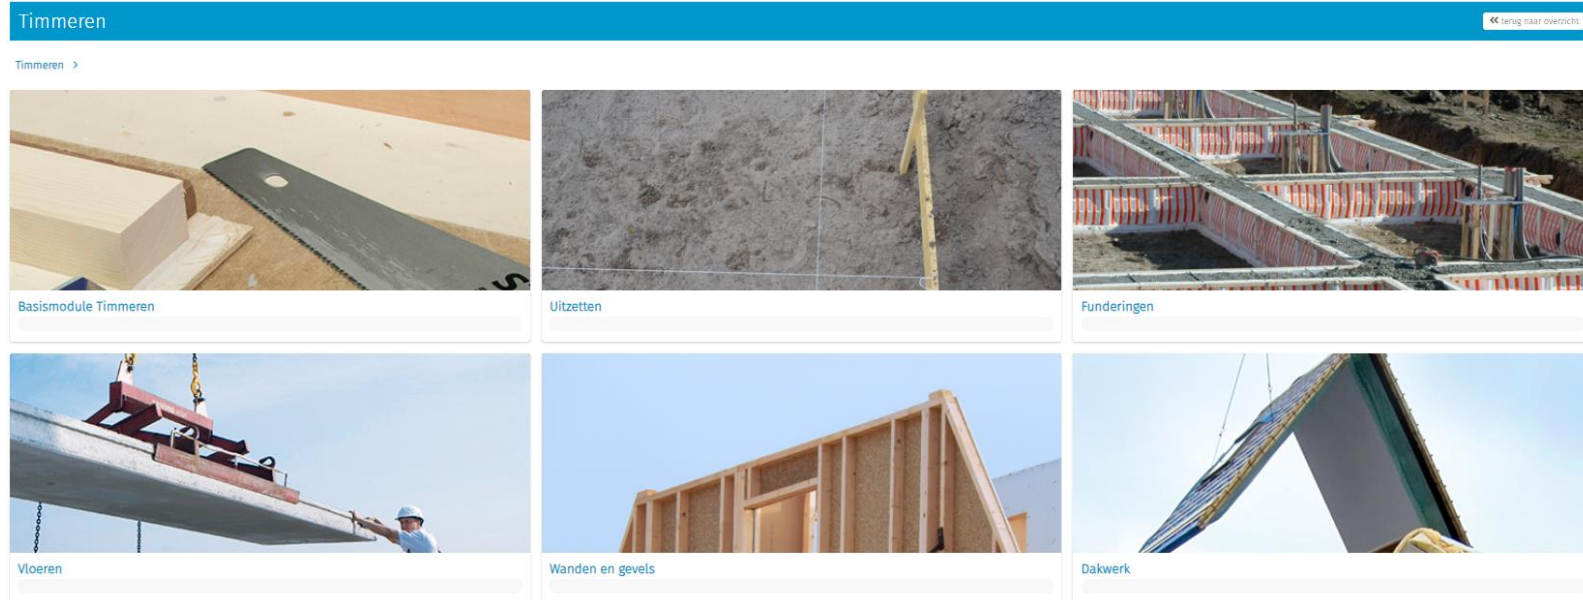 Timmeren
« terug naar overzicht
Timmeren >
Basismodule Timmeren
Uitzetten
Funderingen
Vloeren
Wanden en gevels
Dakwerk